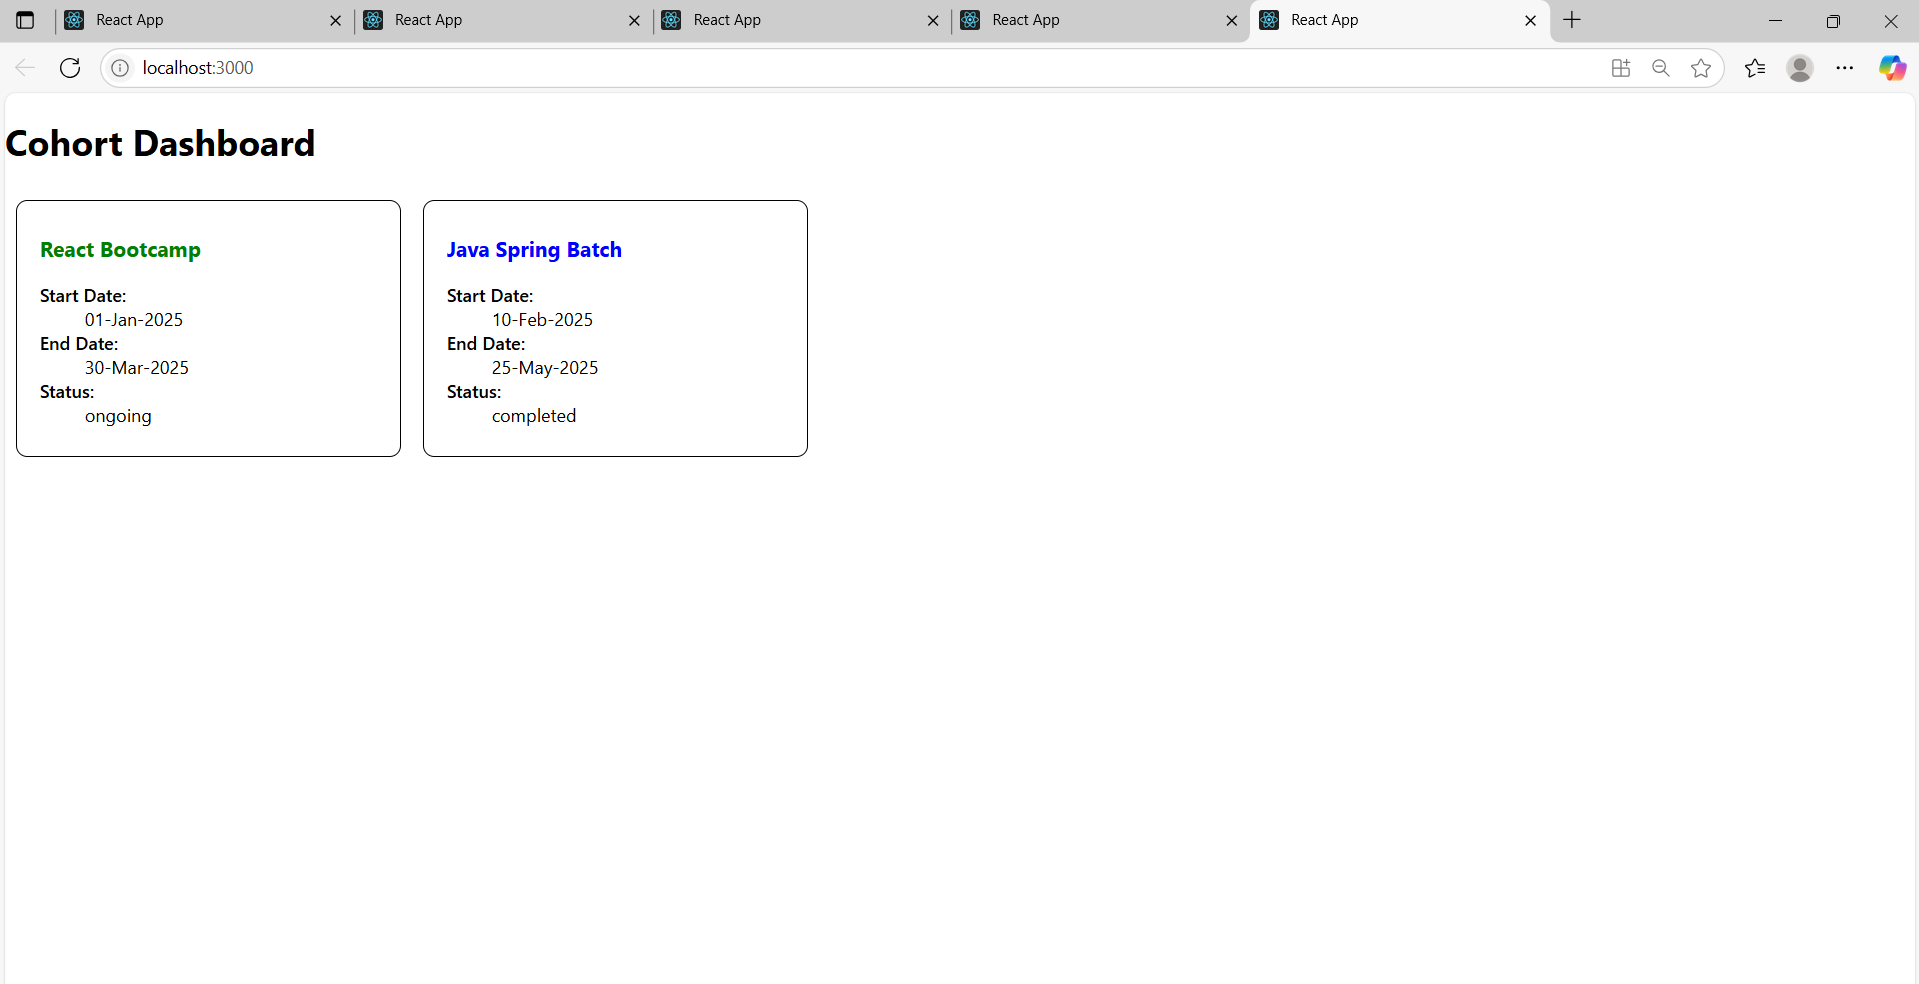 React App
React App
React App
React App
React App
localhost:3000
Cohort Dashboard
React Bootcamp
Start Date:
01-Jan-2025
End Date:
30-Mar-2025
Status:
ongoing
Java Spring Batch
Start Date:
10-Feb-2025
End Date:
25-May-2025
Status:
completed